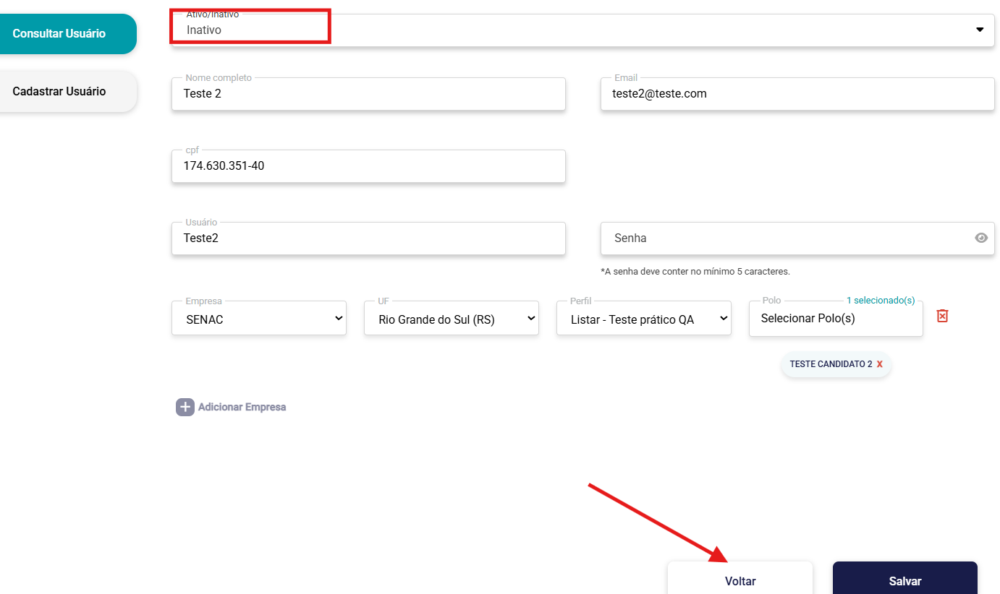 Consultar Usuário
Cadastrar Usuário
Ativo/Inativo
Inativo
Nome completo
Teste 2
Email
teste2@teste.com
cpf
174.630.351-40
Usuário
Teste2
Senha
*A senha deve conter no mínimo 5 caracteres.
Empresa
SENAC
UF
Rio Grande do Sul (RS)
Perfil
Listar - Teste prático QA
Polo
1 selecionado(s)
Selecionar Polo(s)
TESTE CANDIDATO 2 X
Adicionar Empresa
Voltar
Salvar